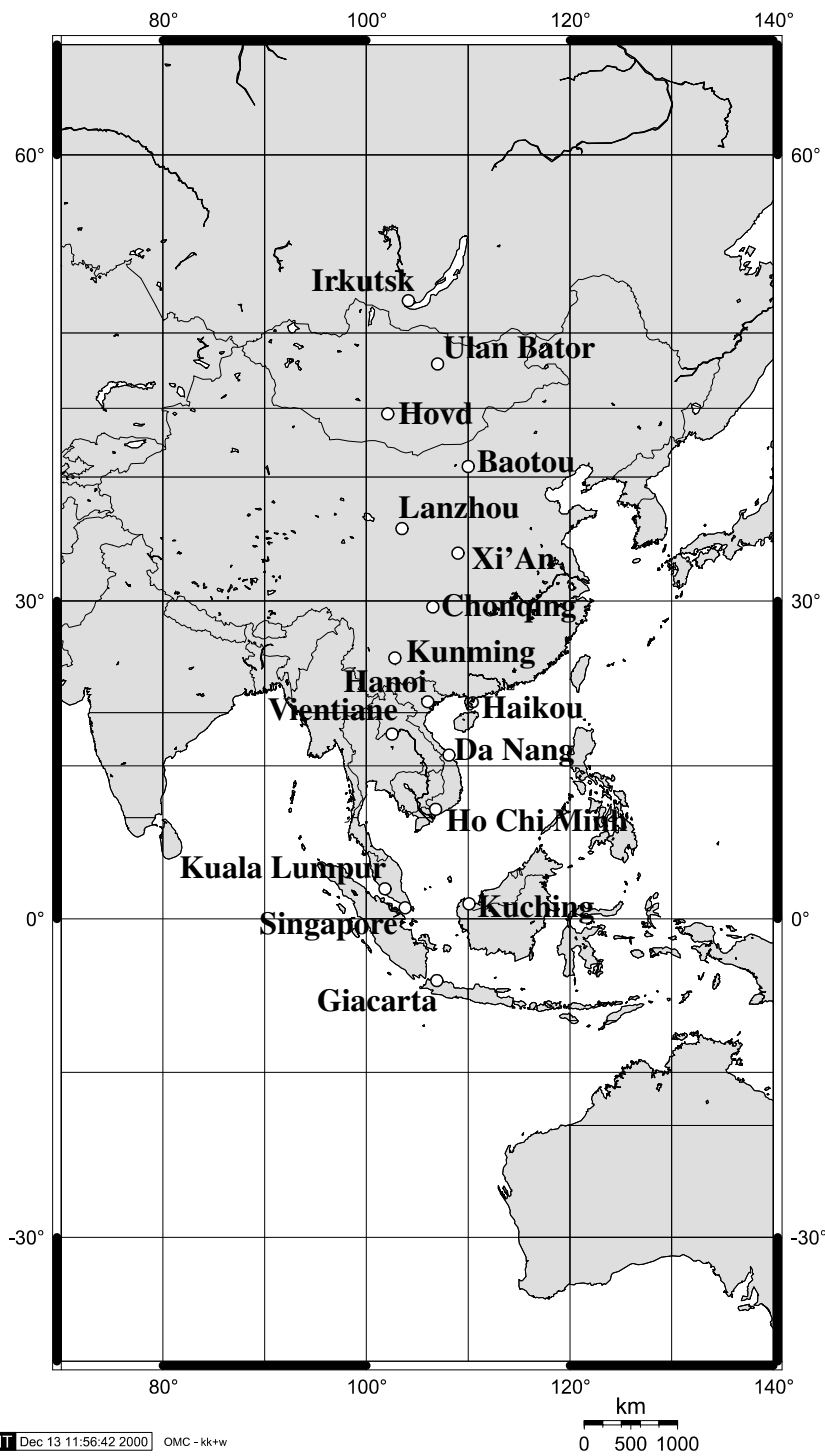 80° 100° 120° 140°
60° 60°
Irkutsk
Ulan Bator
Hovd
Baotou
Lanzhou
Xi'An
30° 30°
Chonqing
Kunming
Hanoi
Vientiane Haikou
Da Nang
Ho Chi Minh
Kuala Lumpur
Kuching
0° 0°
Singapore
Giacarta
-30° -30°
80° 100° 120° 140°
km
0 500 1000
Dec 13 11:56:42 2000 OMC - kk+w